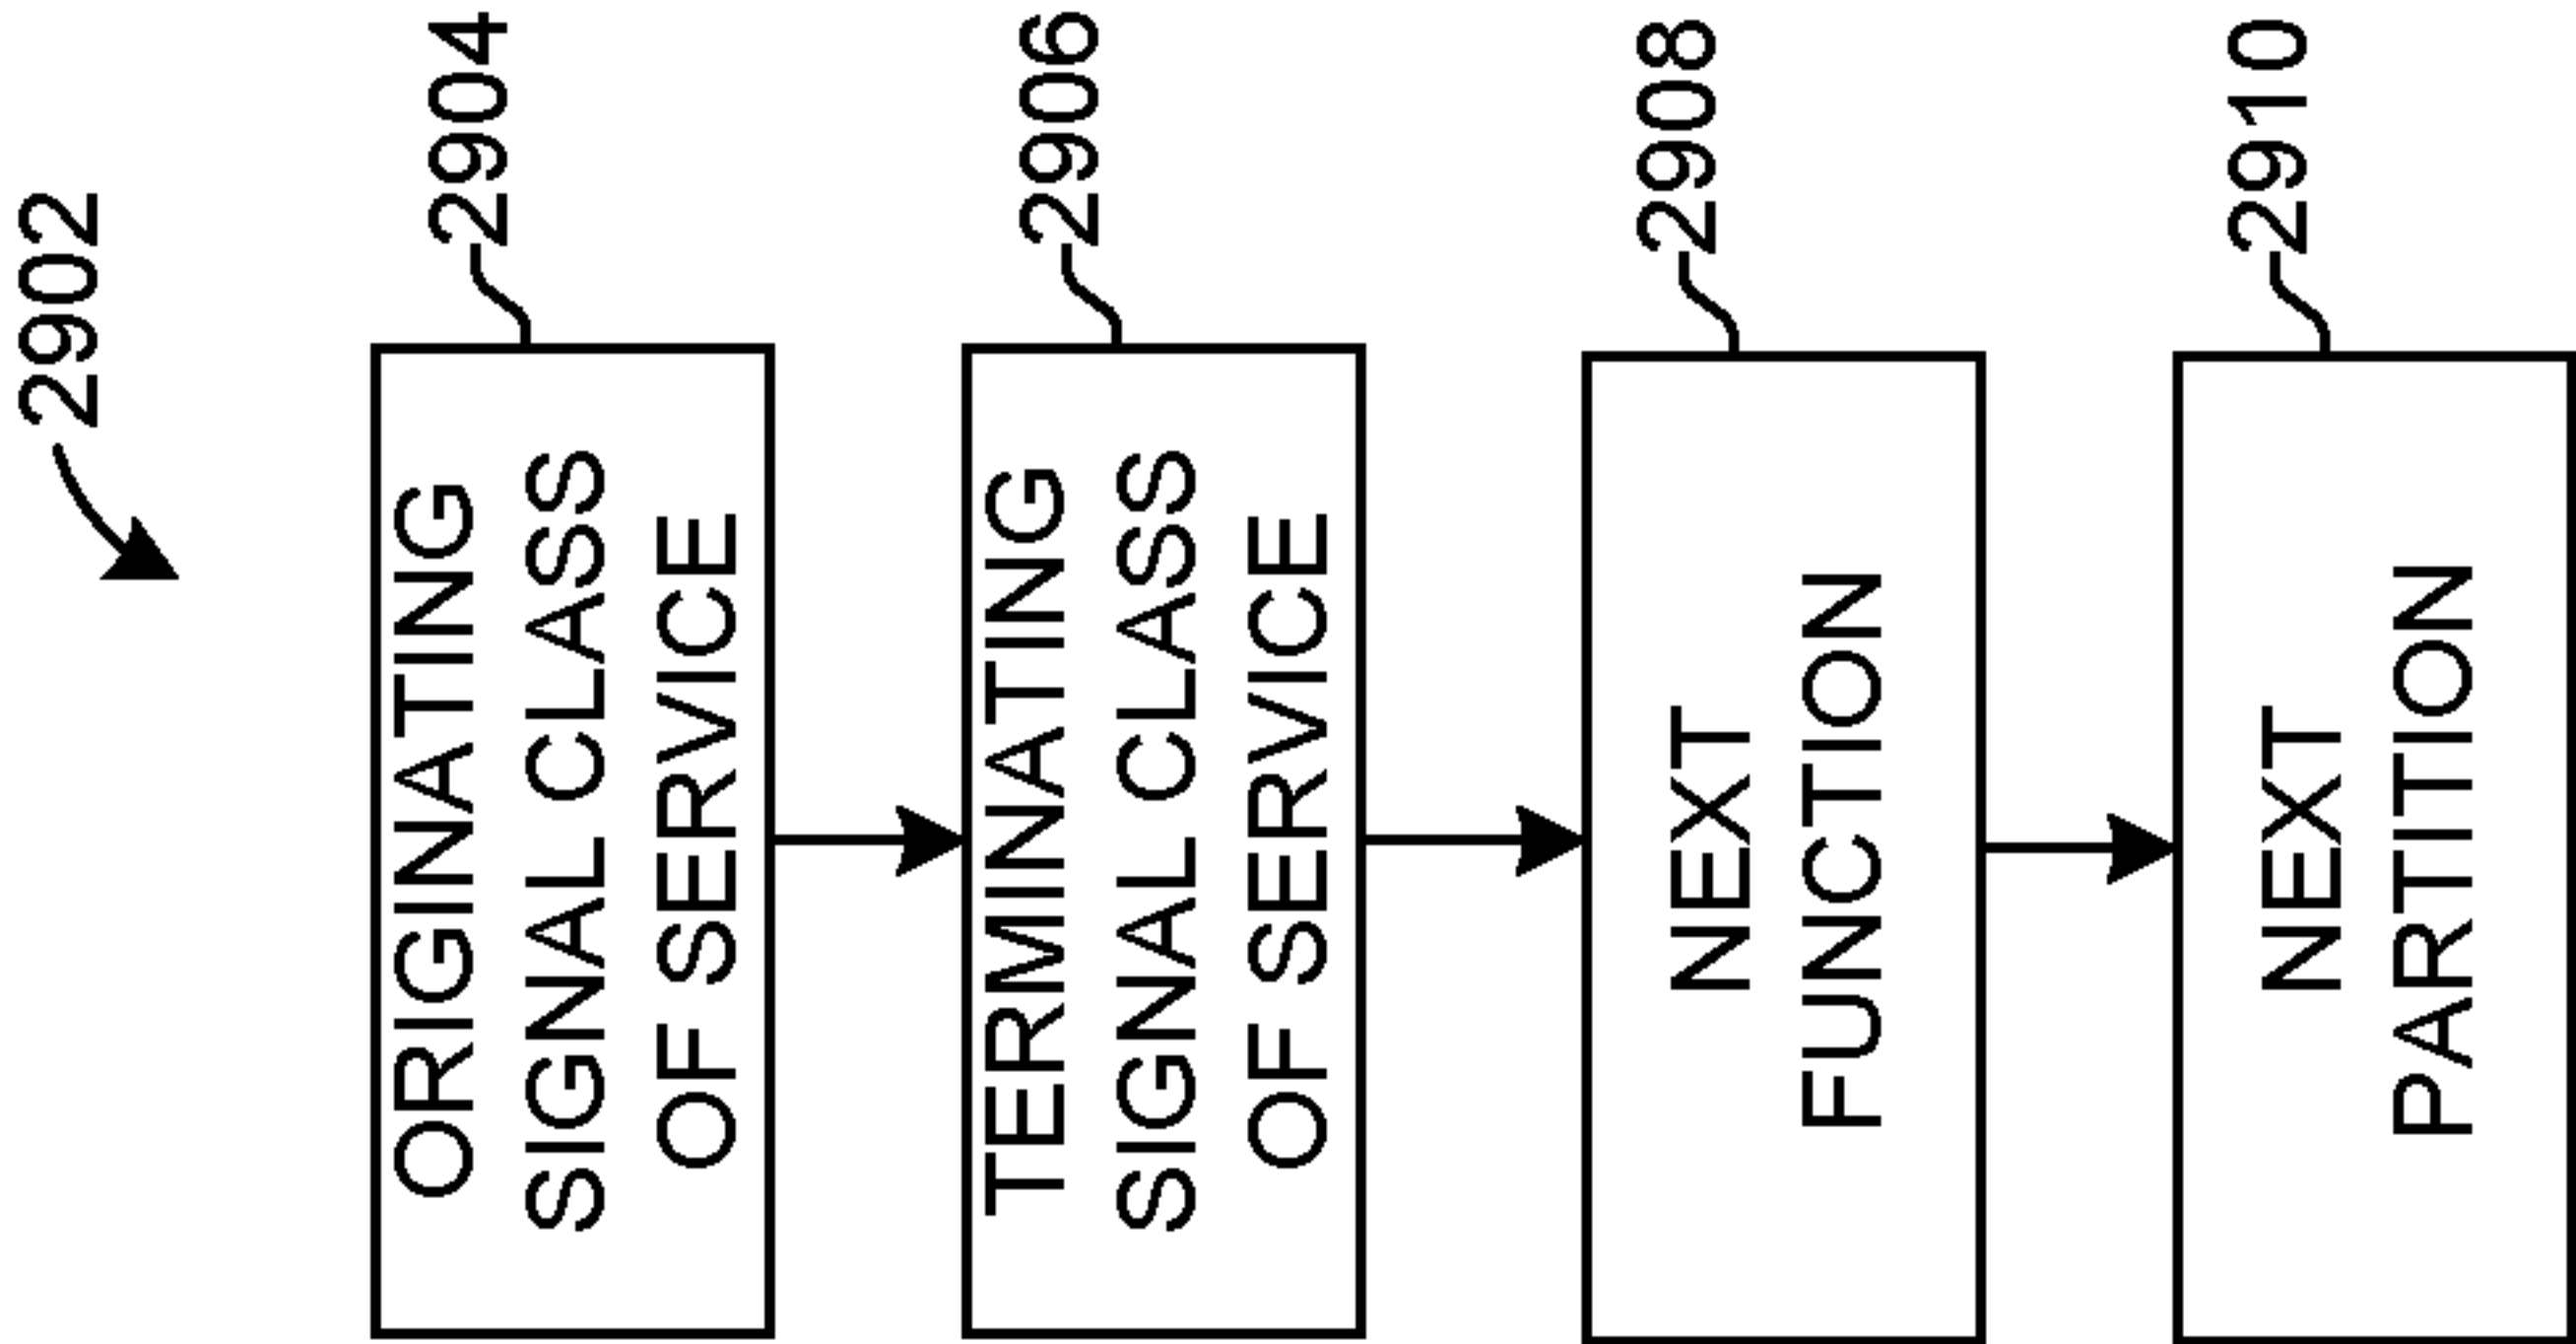 2902
2904
ORIGINATING
SIGNAL CLASS
OF SERVICE
2906
TERMINATING
SIGNAL CLASS
OF SERVICE
2908
NEXT
FUNCTION
2910
NEXT
PARTITION